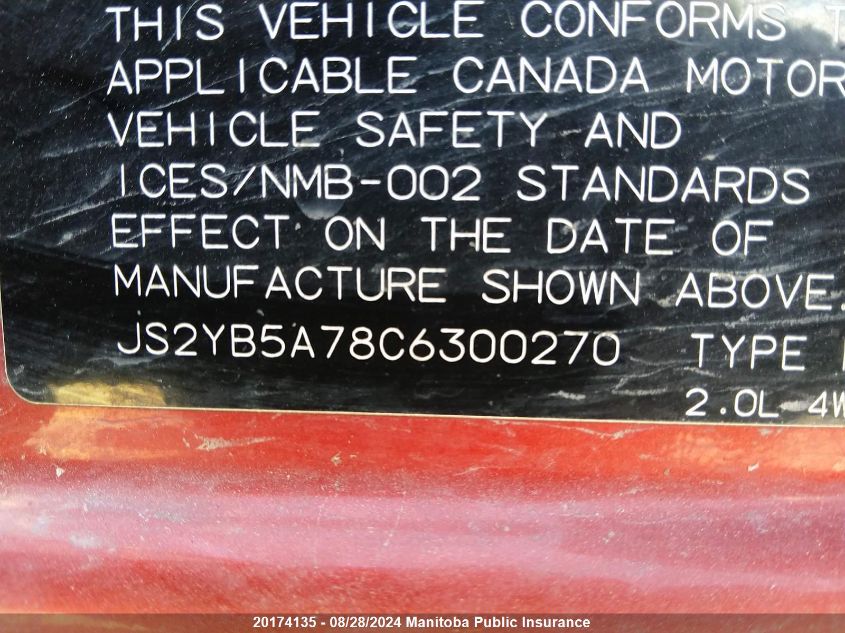 THIS VEHICLE CONFORMS
APPLICABLE CANADA MOTOR
VEHICLE SAFETY AND
ICES/NMB-002 STANDARDS
EFFECT ON THE DATE OF
MANUFACTURE SHOWN ABOVE.
JS2YB5A78C6300270 TYPE
2.0L 4W
20174135 - 08/28/2024 Manitoba Public Insurance